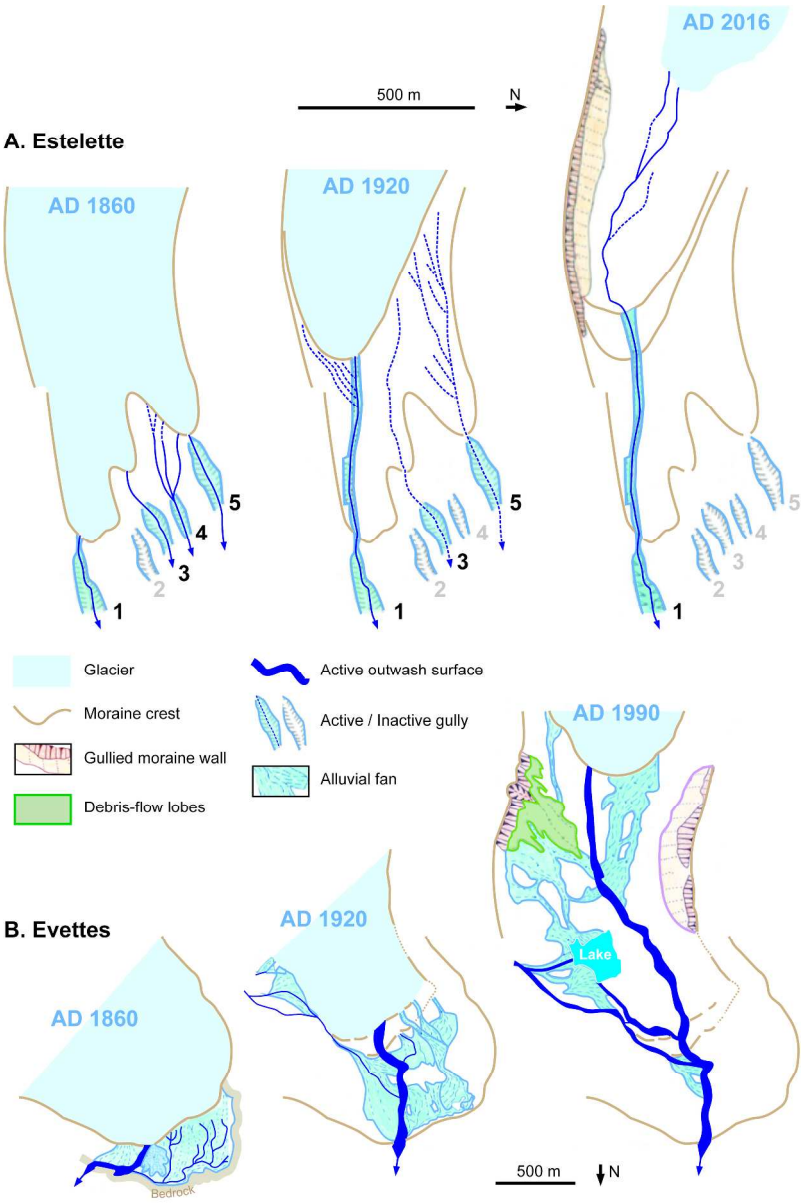 AD 2016
500 m
N
A. Estelette
AD 1860
AD 1920
5
4
3
2
1
5
4
3
2
1
5
4
3
2
1
Glacier
Moraine crest
Gullied moraine wall
Debris-flow lobes
Active outwash surface
Active / Inactive gully
Alluvial fan
AD 1990
B. Evettes
AD 1920
Lake
AD 1860
Bedrock
500 m
N